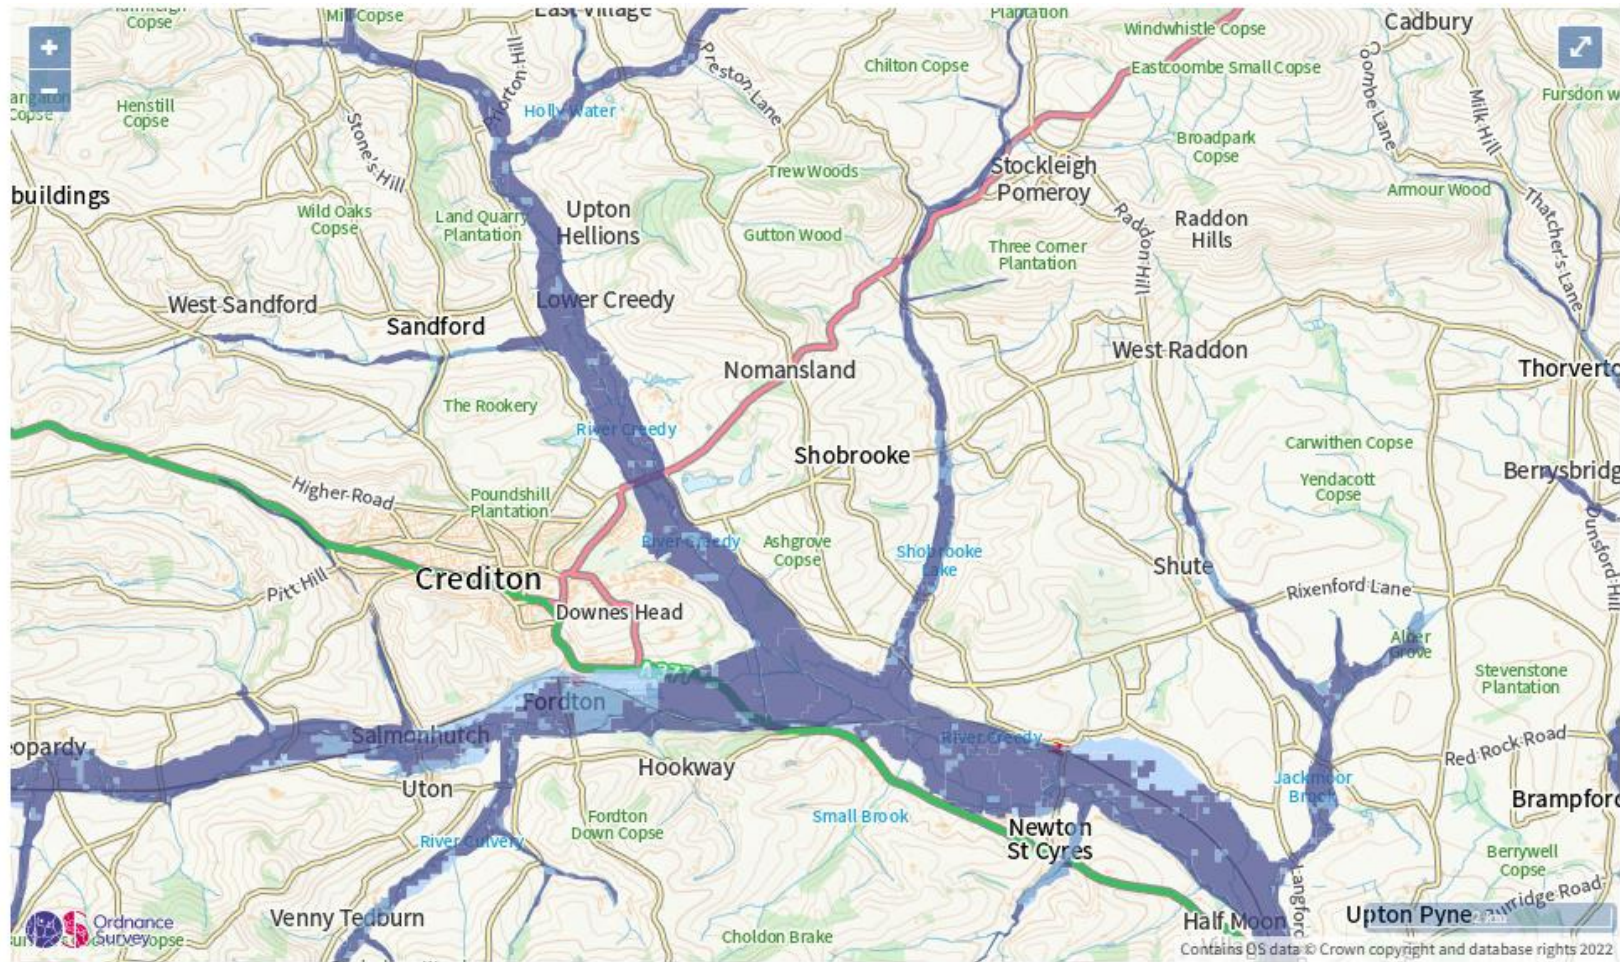 East Village
Plantation
Windwhistle Copse
Cadbury
Copse
Mill Copse
+
−
Chilton Copse
Eastcoombe Small Copse
Preston Lane
Coombe Lane
Milk Hill
Henstill
Copse
Stone's Hill
Holly Water
Broadpark
Copse
Trew Woods
Stockleigh
Pomeroy
Armour Wood
buildings
Wild Oaks
Copse
Land Quarry
Plantation
Upton
Hellions
Gutton Wood
Raddon Hill
Raddon
Hills
Thatcher's Lane
Three Corner
Plantation
West Sandford
Lower Creedy
Sandford
Nomansland
West Raddon
The Rookery
River Creedy
Carwithen Copse
Shobrooke
Yendacott
Copse
Higher Road
Poundshill
Plantation
Dunsford Hill
River Creedy
Ashgrove
Copse
Shobrooke
Lake
Pitt Hill
Crediton
Shute
Rixenford Lane
Downes Head
Alder
Grove
A377
Stevenstone
Plantation
Fordton
Salmonhutch
River Creedy
Red Rock Road
Hookway
Jackmoor
Brook
Uton
Fordton
Down Copse
Small Brook
Newton
St Cyres
River Culvery
Berrywell
Copse
Venny Tedburn
Choldon Brake
Half Moon
Upton Pyne
2 km
Ordnance
Survey
Contains OS data © Crown copyright and database rights 2022